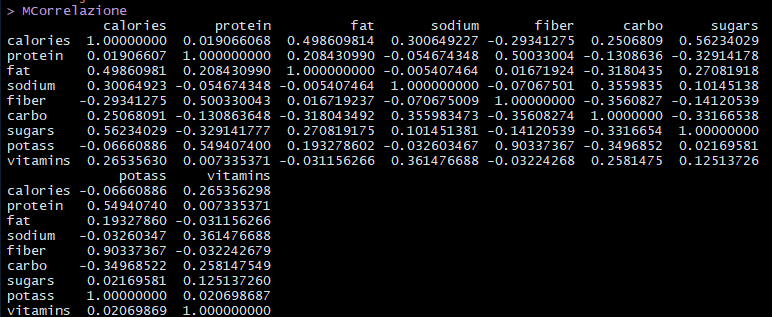 > MCorrelazione
calories protein fat sodium fiber carbo sugars
calories 1.00000000 0.019066068 0.498609814 0.300649227 -0.29341275 0.2506809 0.56234029
protein 0.01906607 1.000000000 0.208430990 -0.054674348 0.50033004 -0.1308636 -0.32914178
fat 0.49860981 0.208430990 1.000000000 -0.005407464 0.01671924 -0.3180435 0.27081918
sodium 0.30064923 -0.054674348 -0.005407464 1.000000000 -0.07067501 0.3559835 0.10145138
fiber -0.29341275 0.500330043 0.016719237 -0.070675009 1.00000000 -0.3560827 -0.14120539
carbo 0.25068091 -0.130863648 -0.318043492 0.355983473 -0.35608274 1.0000000 -0.33166538
sugars 0.56234029 -0.329141777 0.270819175 0.101451381 -0.14120539 -0.3316654 1.00000000
potass -0.06660886 0.549407400 0.193278602 -0.032603467 0.90337367 -0.3496852 0.02169581
vitamins 0.26535630 0.007335371 -0.031156266 0.361476688 -0.03224268 0.2581475 0.12513726
potass vitamins
calories -0.06660886 0.265356298
protein 0.54940740 0.007335371
fat 0.19327860 -0.031156266
sodium -0.03260347 0.361476688
fiber 0.90337367 -0.032242679
carbo -0.34968522 0.258147549
sugars 0.02169581 0.125137260
potass 1.00000000 0.020698687
vitamins 0.02069869 1.000000000